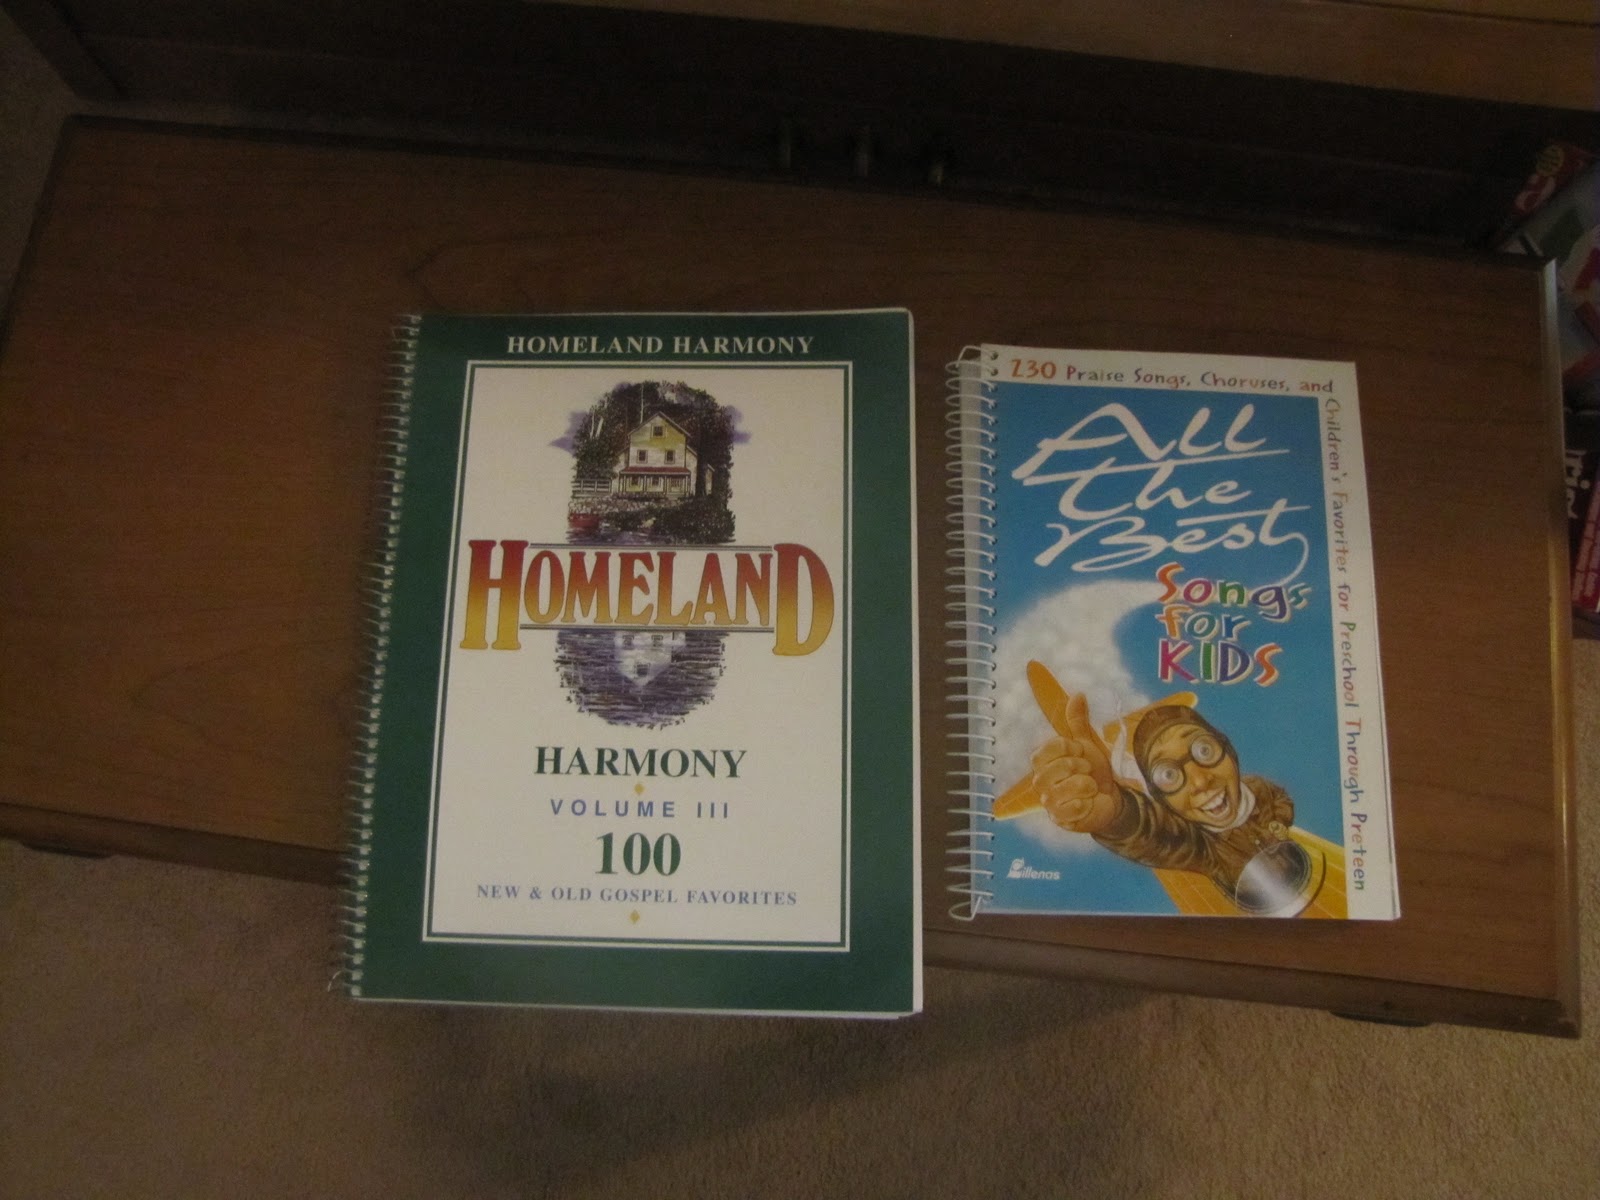 HOMELAND HARMONY
HOMELAND
HARMONY
VOLUME III
100
NEW & OLD GOSPEL FAVORITES
230 Praise Songs, Choruses, and
Children's Favorites for Preschool Through Preteen
All
The
Best
Songs
for
KIDS
Lillenas